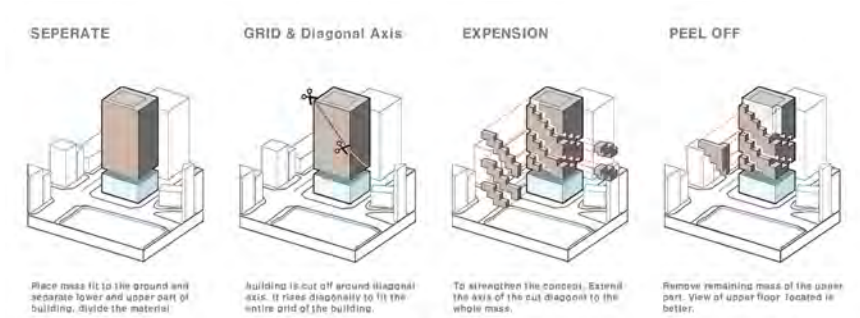 SEPERATE
GRID & Diagonal Axis
EXPENSION
PEEL OFF
Place mass fit to the ground and
separate lower and upper part of
building. divide the material
building is cut off around diagonal
axis. It rises diagonally to fit the
entire grid of the building.
To strengthen the concept. Extend
the axis of the cut diagonal to the
whole mass.
Remove remaining mass of the upper
part. View of upper floor located is
better.